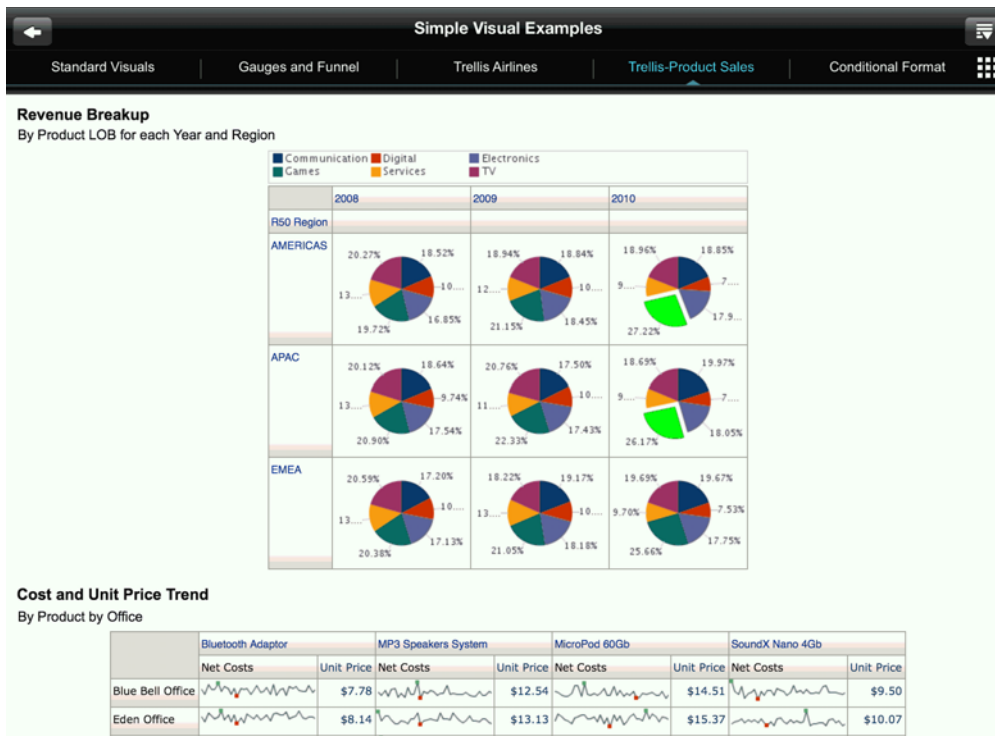 Simple Visual Examples
Standard Visuals Gauges and Funnel Trellis Airlines Trellis-Product Sales Conditional Format
Revenue Breakup
By Product LOB for each Year and Region
Communication Digital Electronics
Games Services TV
2008 2009 2010
R50 Region
AMERICAS
20.27% 18.52% 18.94% 18.84% 18.96% 18.85%
13.... 10.... 12.... 10.... 9.... 7....
19.72% 16.85% 21.15% 18.45% 27.22% 17.9...
APAC
20.12% 18.64% 20.76% 17.50% 18.69% 19.97%
13.... 9.74% 11.... 10.... 9.... 7....
20.90% 17.54% 22.33% 17.43% 26.17% 18.05%
EMEA
20.59% 17.20% 18.22% 19.17% 19.69% 19.67%
13.... 10.... 13.... 10.... 9.70% 7.53%
20.38% 17.13% 21.05% 18.18% 25.66% 17.75%
Cost and Unit Price Trend
By Product by Office
Bluetooth Adaptor MP3 Speakers System MicroPod 60Gb SoundX Nano 4Gb
Net Costs Unit Price Net Costs Unit Price Net Costs Unit Price Net Costs Unit Price
Blue Bell Office $7.78 $12.54 $14.51 $9.50
Eden Office $8.14 $13.13 $15.37 $10.07